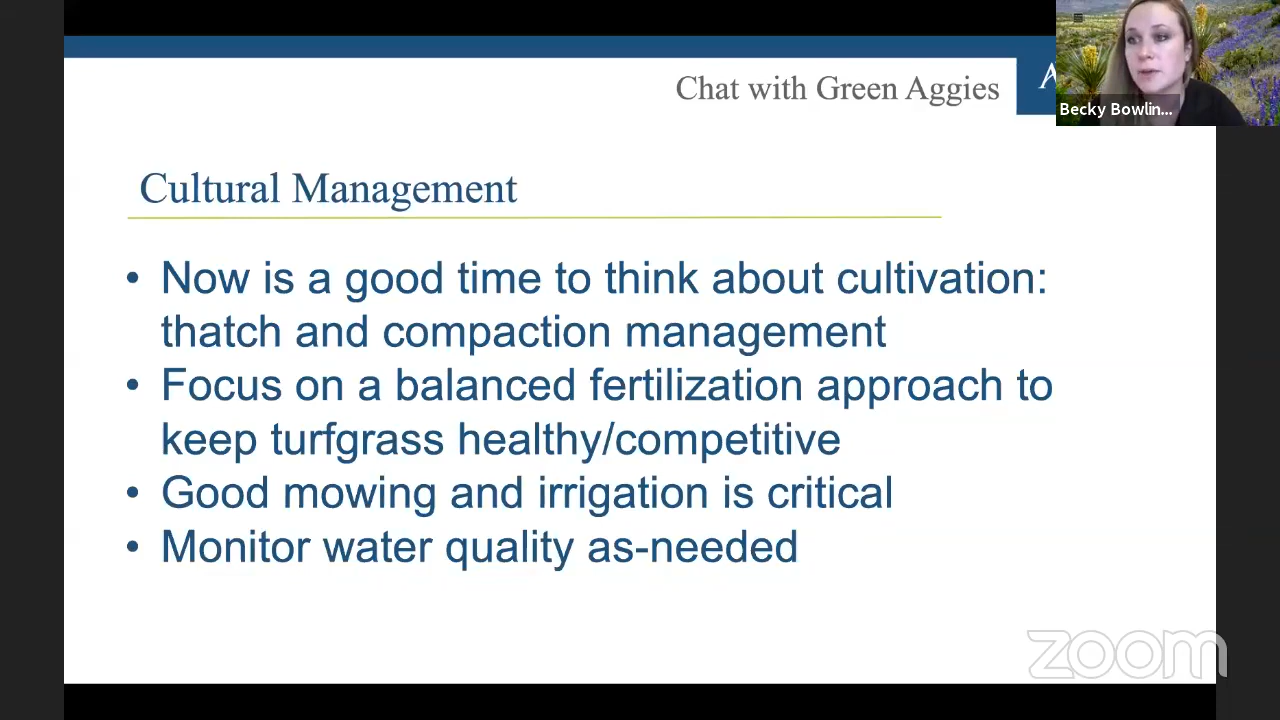 Chat with Green Aggies
A
Becky Bowlin...
Cultural Management
• Now is a good time to think about cultivation:
thatch and compaction management
• Focus on a balanced fertilization approach to
keep turfgrass healthy/competitive
• Good mowing and irrigation is critical
• Monitor water quality as-needed
zoom